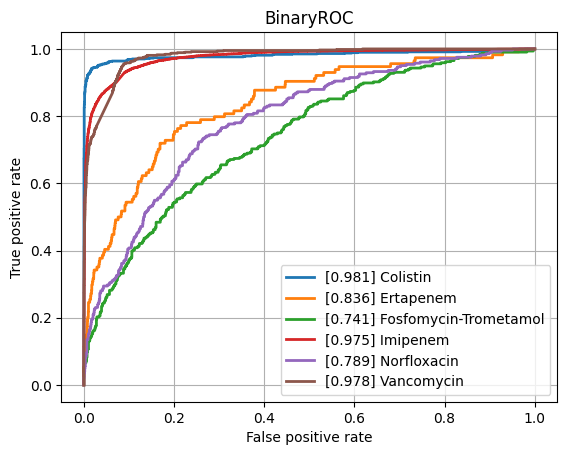 BinaryROC
True positive rate
1.0
0.8
0.6
0.4
0.2
0.0
[0.981] Colistin
[0.836] Ertapenem
[0.741] Fosfomycin-Trometamol
[0.975] Imipenem
[0.789] Norfloxacin
[0.978] Vancomycin
0.0 0.2 0.4 0.6 0.8 1.0
False positive rate